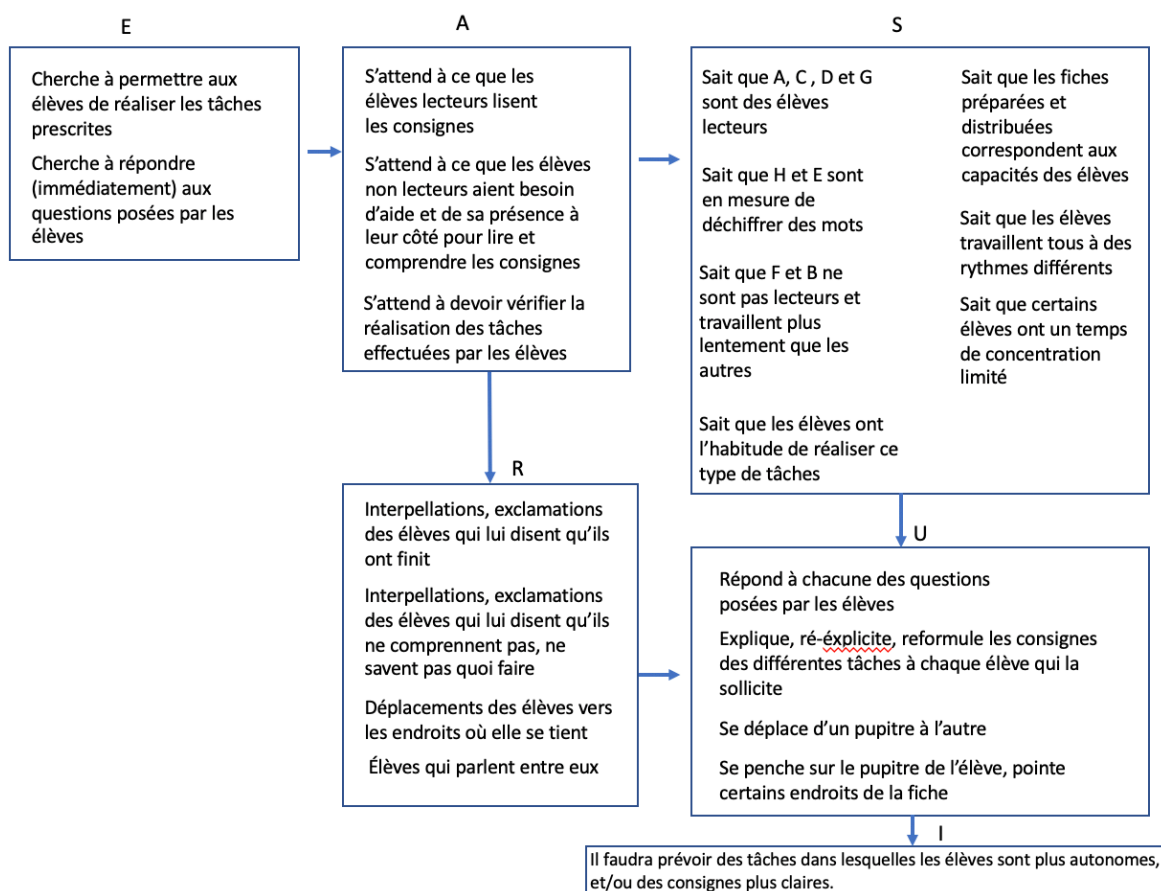 E
Cherche à permettre aux
élèves de réaliser les tâches
prescrites
Cherche à répondre
(immédiatement) aux
questions posées par les
élèves
A
S’attend à ce que les
élèves lecteurs lisent
les consignes
S’attend à ce que les élèves
non lecteurs aient besoin
d’aide et de sa présence à
leur côté pour lire et
comprendre les consignes
S’attend à devoir vérifier la
réalisation des tâches
effectuées par les élèves
S
Sait que A, C , D et G
sont des élèves
lecteurs
Sait que H et E sont
en mesure de
déchiffrer des mots
Sait que F et B ne
sont pas lecteurs et
travaillent plus
lentement que les
autres
Sait que les élèves ont
l’habitude de réaliser ce
type de tâches
Sait que les fiches
préparées et
distribuées
correspondent aux
capacités des élèves
Sait que les élèves
travaillent tous à des
rythmes différents
Sait que certains
élèves ont un temps
de concentration
limité
R
Interpellations, exclamations
des élèves qui lui disent qu’ils
ont finit
Interpellations, exclamations
des élèves qui lui disent qu’ils
ne comprennent pas, ne
savent pas quoi faire
Déplacements des élèves vers
les endroits où elle se tient
Élèves qui parlent entre eux
U
Répond à chacune des questions
posées par les élèves
Explique, ré-éxplicite, reformule les consignes
des différentes tâches à chaque élève qui la
sollicite
Se déplace d’un pupitre à l’autre
Se penche sur le pupitre de l’élève, pointe
certains endroits de la fiche
I
Il faudra prévoir des tâches dans lesquelles les élèves sont plus autonomes,
et/ou des consignes plus claires.